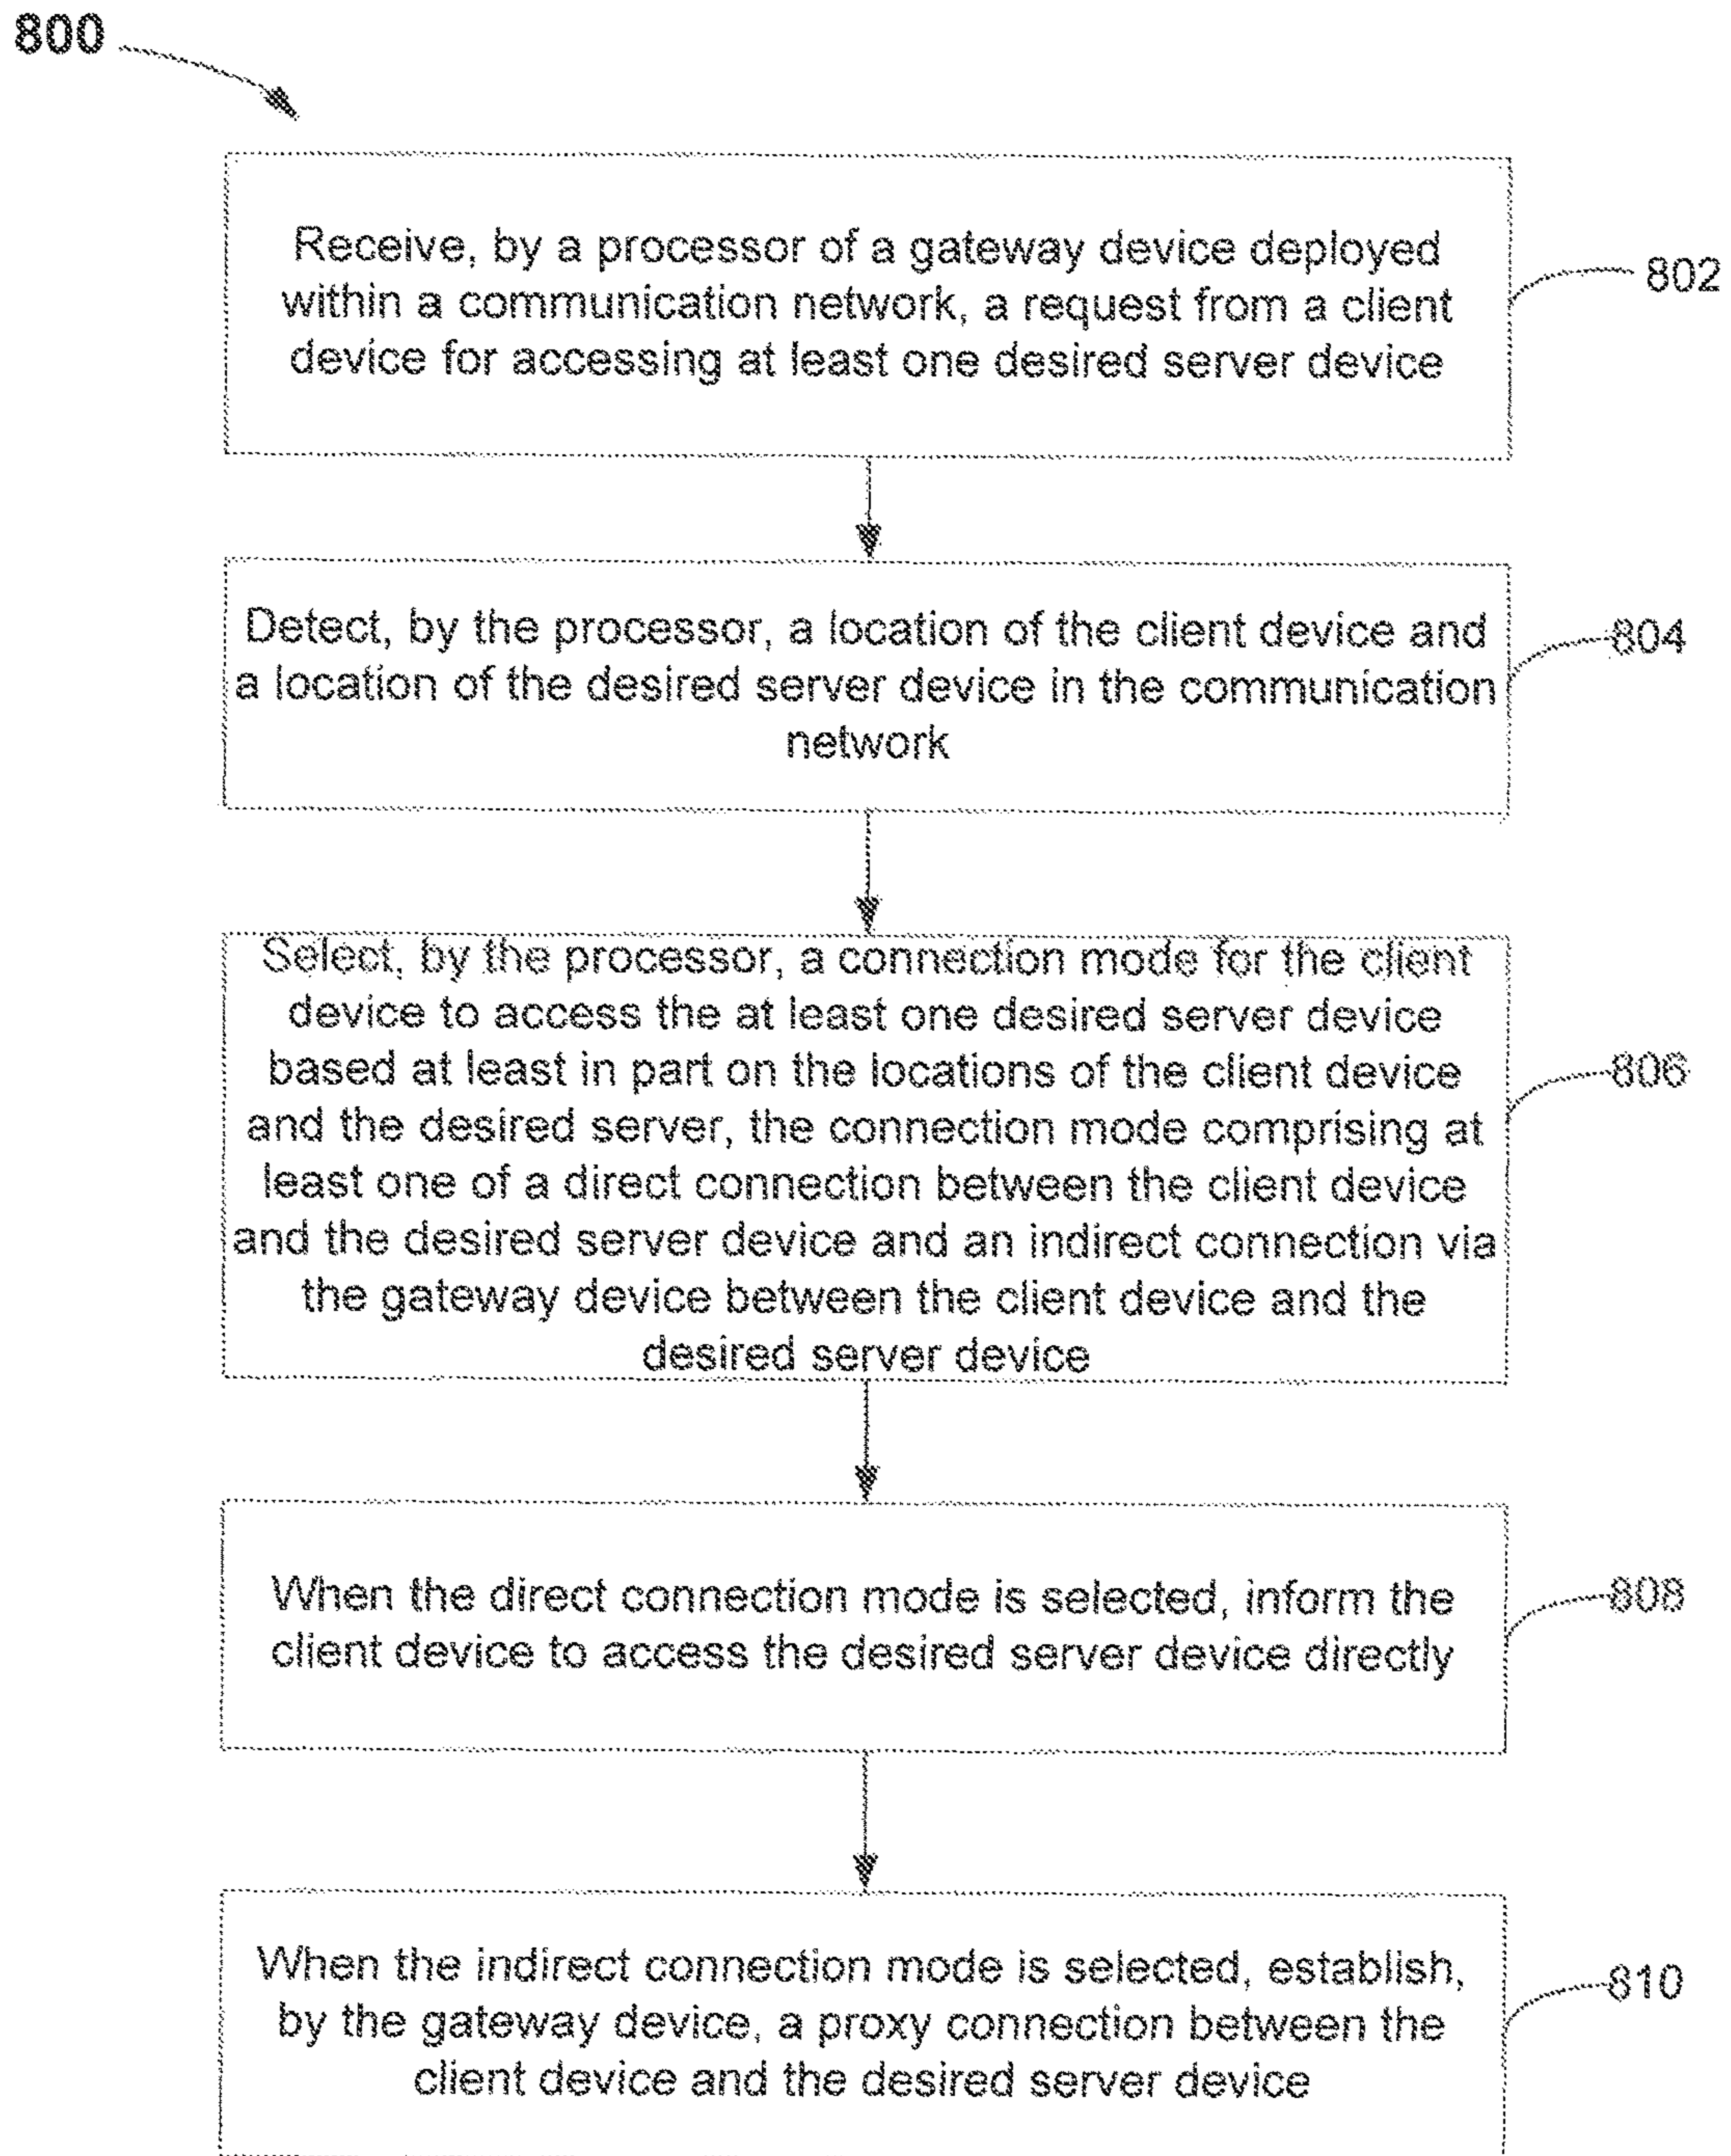 800
Receive, by a processor of a gateway device deployed
within a communication network, a request from a client
device for accessing at least one desired server device
802
Detect, by the processor, a location of the client device and
a location of the desired server device in the communication
network
804
Select, by the processor, a connection mode for the client
device to access the at least one desired server device
based at least in part on the locations of the client device
and the desired server, the connection mode comprising at
least one of a direct connection between the client device
and the desired server device and an indirect connection via
the gateway device between the client device and the
desired server device
806
When the direct connection mode is selected, inform the
client device to access the desired server device directly
808
When the indirect connection mode is selected, establish,
by the gateway device, a proxy connection between the
client device and the desired server device
810